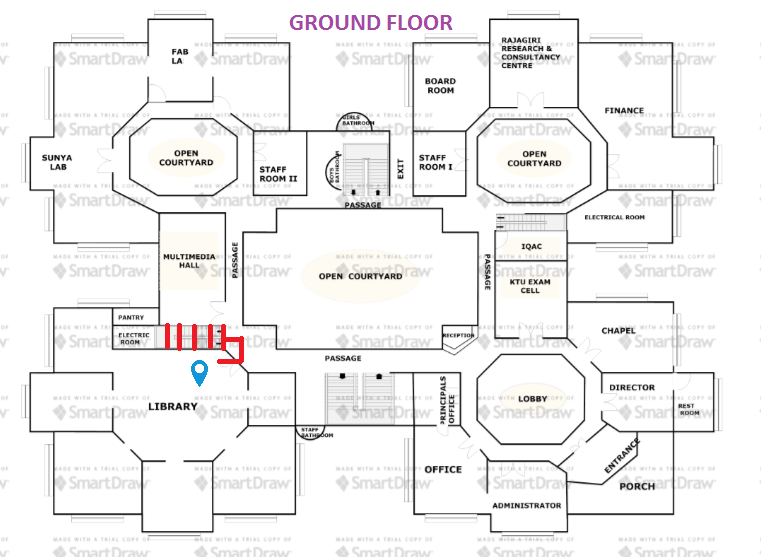 GROUND FLOOR
FAB
LA
RAJAGIRI
RESEARCH &
CONSULTANCY
CENTRE
BOARD
ROOM
FINANCE
GIRLS
BATHROOM
SUNYA
LAB
OPEN
COURTYARD
STAFF
ROOM II
BOYS
BATHROOM
EXIT
STAFF
ROOM I
OPEN
COURTYARD
PASSAGE
ELECTRICAL ROOM
MULTIMEDIA
HALL
PASSAGE
OPEN COURTYARD
PASSAGE
IQAC
KTU EXAM
CELL
PANTRY
ELECTRIC
ROOM
RECEPTION
CHAPEL
PASSAGE
LIBRARY
PRINCIPALS
OFFICE
LOBBY
DIRECTOR
REST
ROOM
STAFF
BATHROOM
OFFICE
ENTRANCE
PORCH
ADMINISTRATOR
MADE WITH A TRIAL COPY OF
SmartDraw